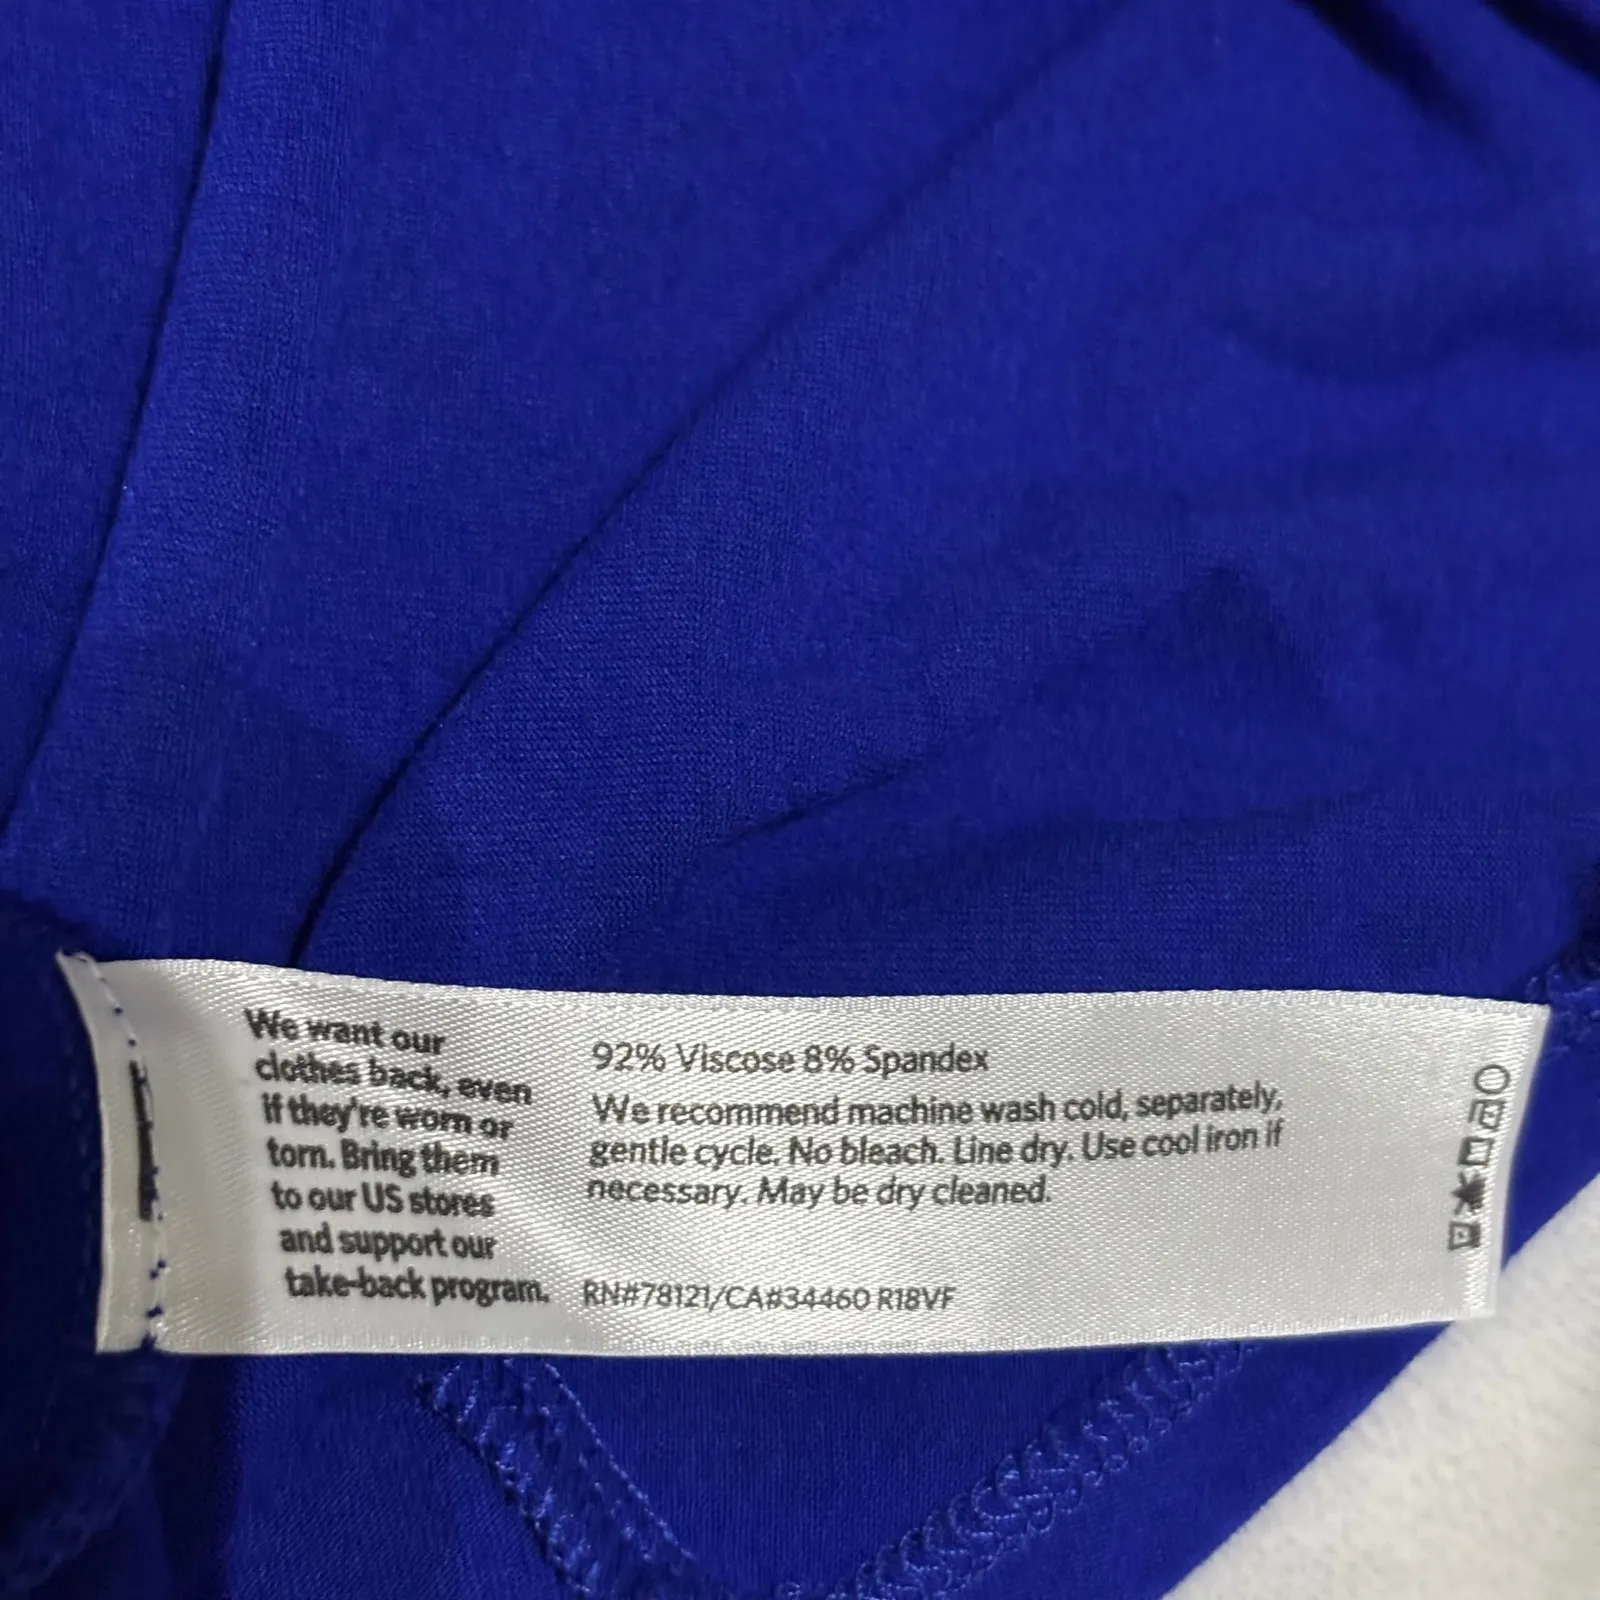 We want our
clothes back, even
if they're worn or
torn. Bring them
to our US stores
and support our
take-back program.
92% Viscose 8% Spandex
We recommend machine wash cold, separately,
gentle cycle. No bleach. Line dry. Use cool iron if
necessary. May be dry cleaned.
RN#78121/CA#34460 R18VF